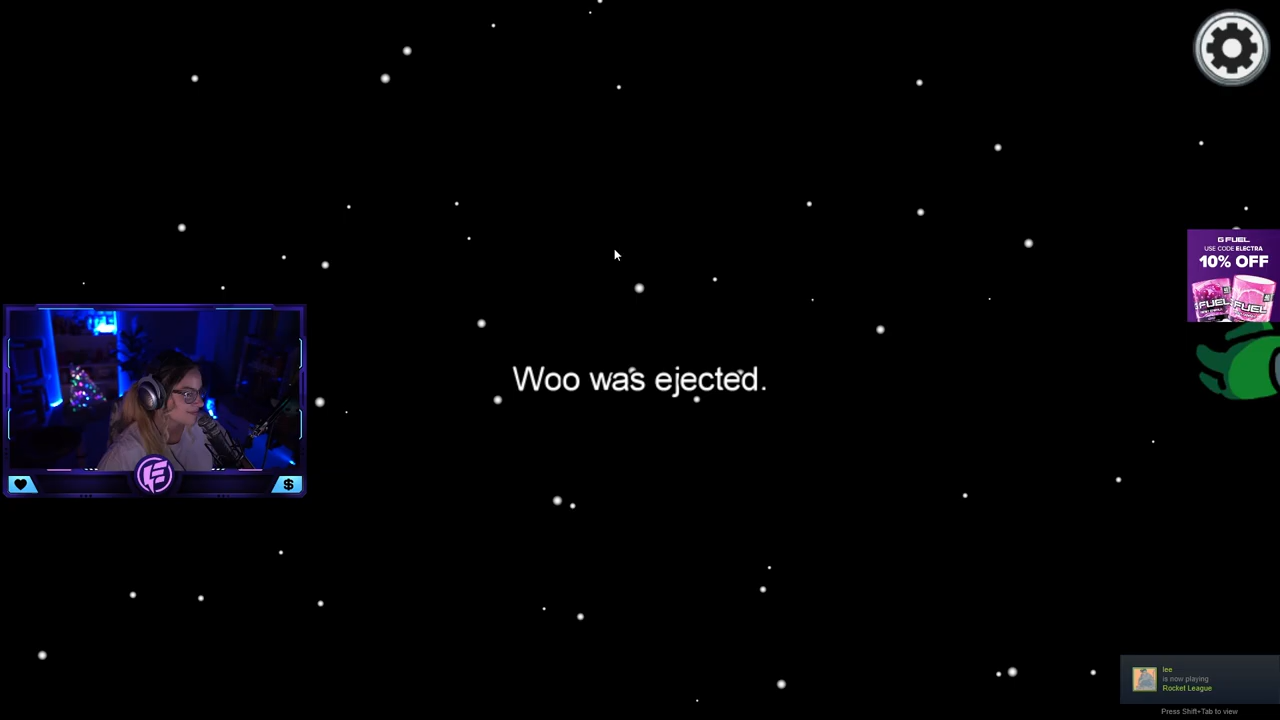 G FUEL
USE CODE ELECTRA
10% OFF
Woo was ejected.
$
lee
is now playing
Rocket League
Press Shift+Tab to view